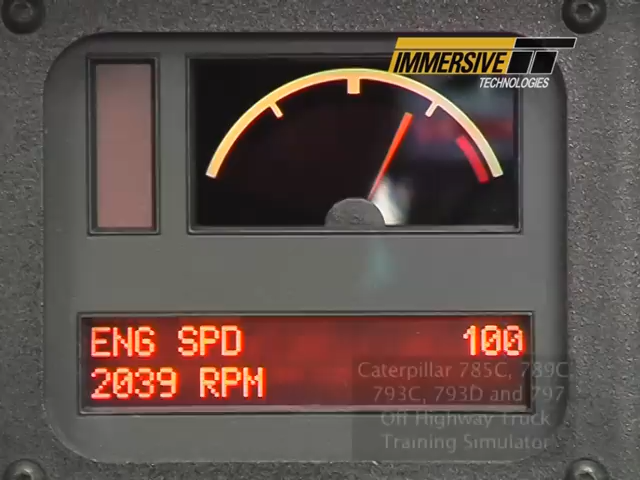 IMMERSIVE
TECHNOLOGIES
ENG SPD 100
2039 RPM
Caterpillar 785C, 789C,
793C, 793D and 797
Off Highway Truck
Training Simulator